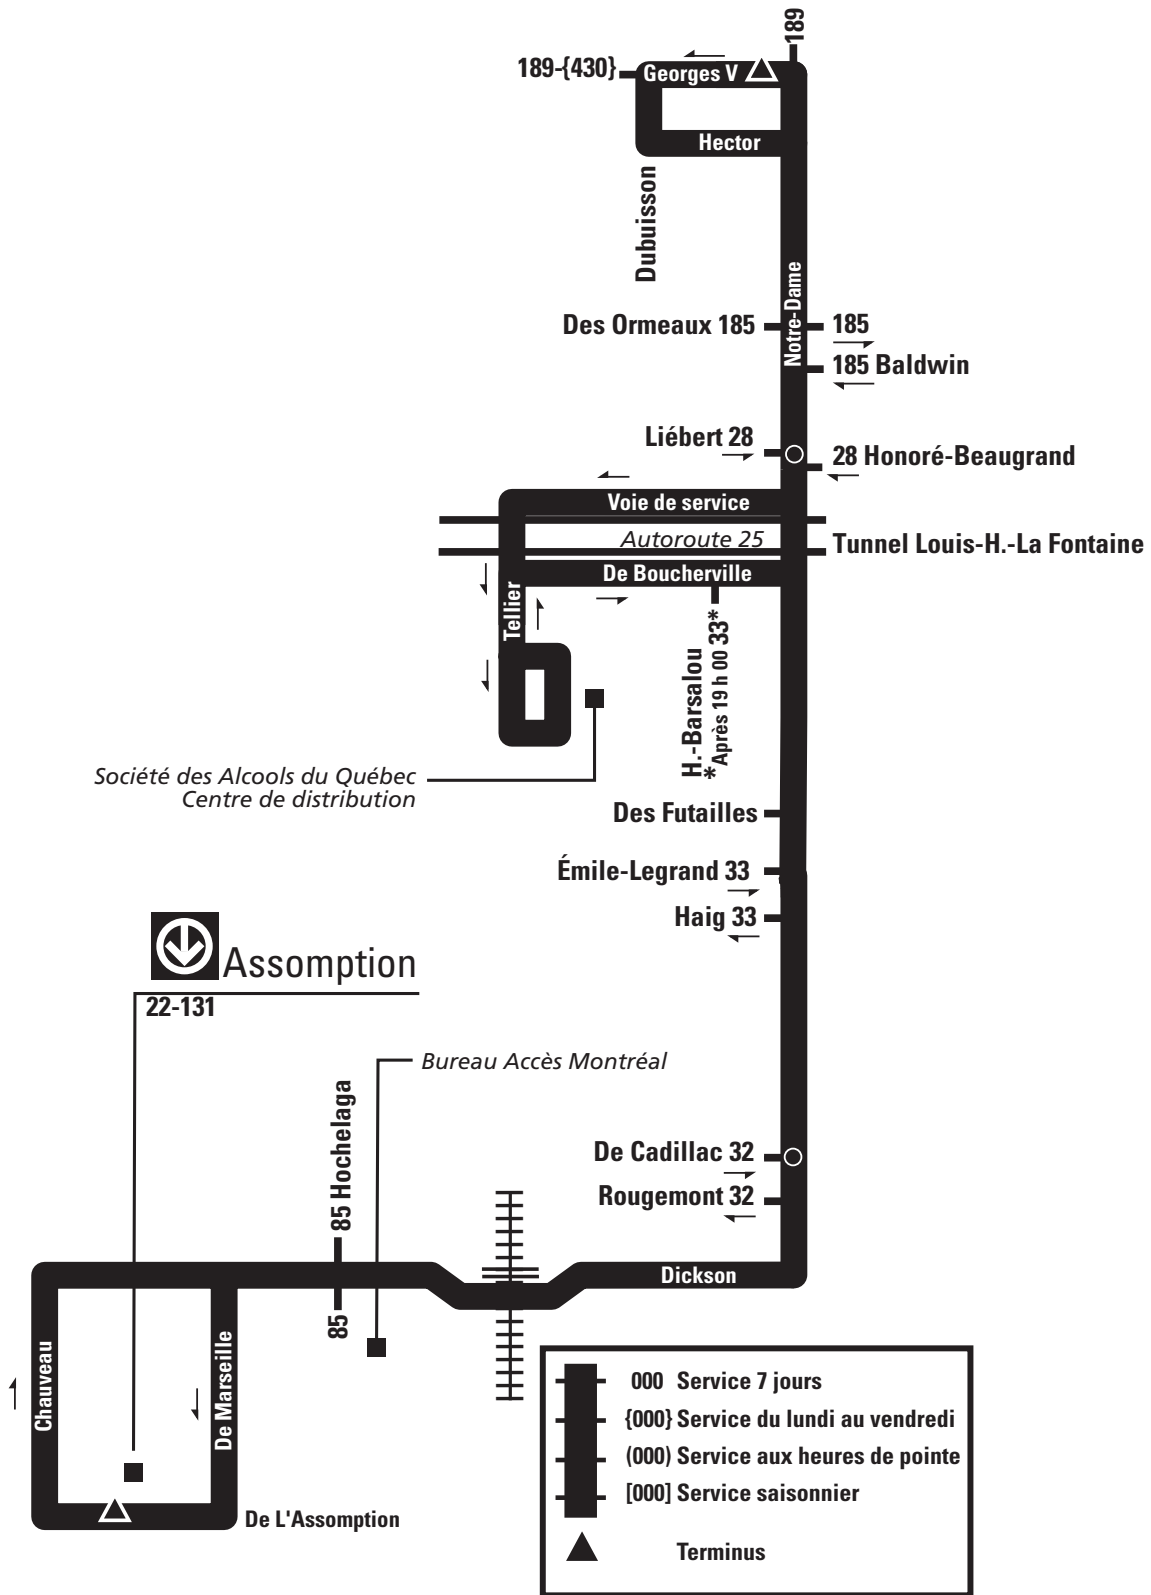 189
189-{430}
Georges V
Hector
Dubuisson
Notre-Dame
Des Ormeaux 185
185
185 Baldwin
Liébert 28
28 Honoré-Beaugrand
Voie de service
Autoroute 25
Tunnel Louis-H.-La Fontaine
De Boucherville
Tellier
H.-Barsalou 33*
*Après 19 h 00
Société des Alcools du Québec
Centre de distribution
Des Futailles
Émile-Legrand 33
Haig 33
Assomption
22-131
Bureau Accès Montréal
85 Hochelaga
De Cadillac 32
Rougemont 32
Dickson
85
Chauveau
De Marseille
De L'Assomption
000 Service 7 jours
{000} Service du lundi au vendredi
(000) Service aux heures de pointe
[000] Service saisonnier
Terminus